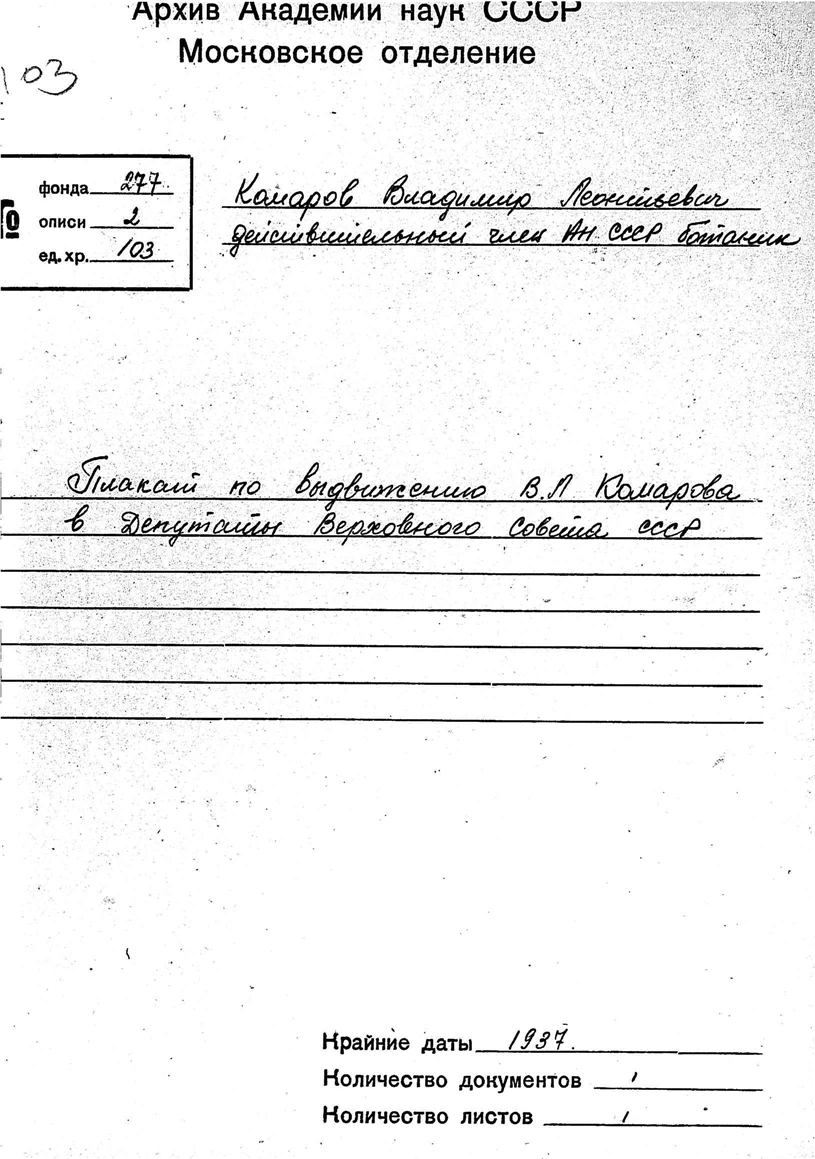 Архив Академии наук СССР
Московское отделение
103
№
фонда 277.
описи 2
ед. хр. 103
Комаров Владимир Леонтьевич
действительный член АН СССР ботаник
Плакат по выдвижению В.Л Комарова
в Депутаты Верховного Совета СССР
Крайние даты 1937.
Количество документов 1
Количество листов 1